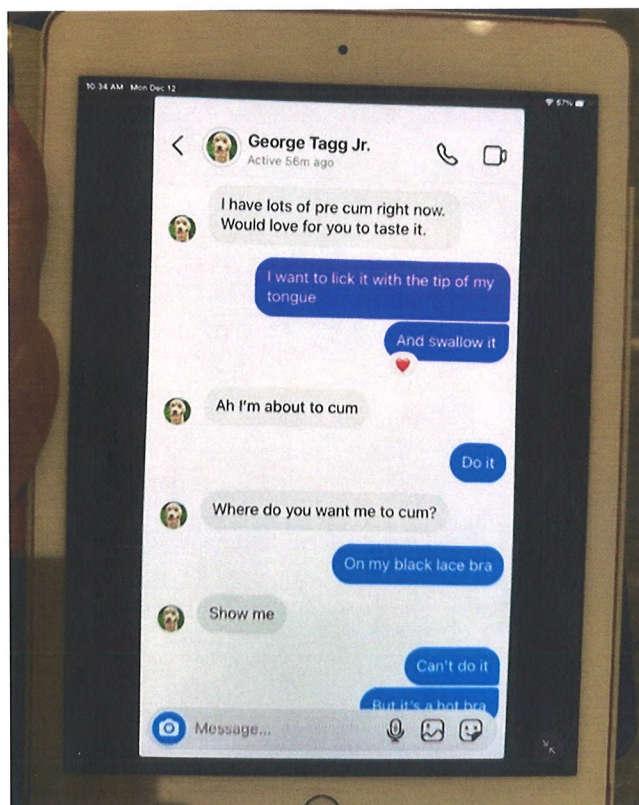 10:34 AM Mon Dec 12
57%
George Tagg Jr.
Active 56m ago
I have lots of pre cum right now.
Would love for you to taste it.
I want to lick it with the tip of my
tongue
And swallow it
Ah I'm about to cum
Do it
Where do you want me to cum?
On my black lace bra
Show me
Can't do it
But it's a hot bra
Message...